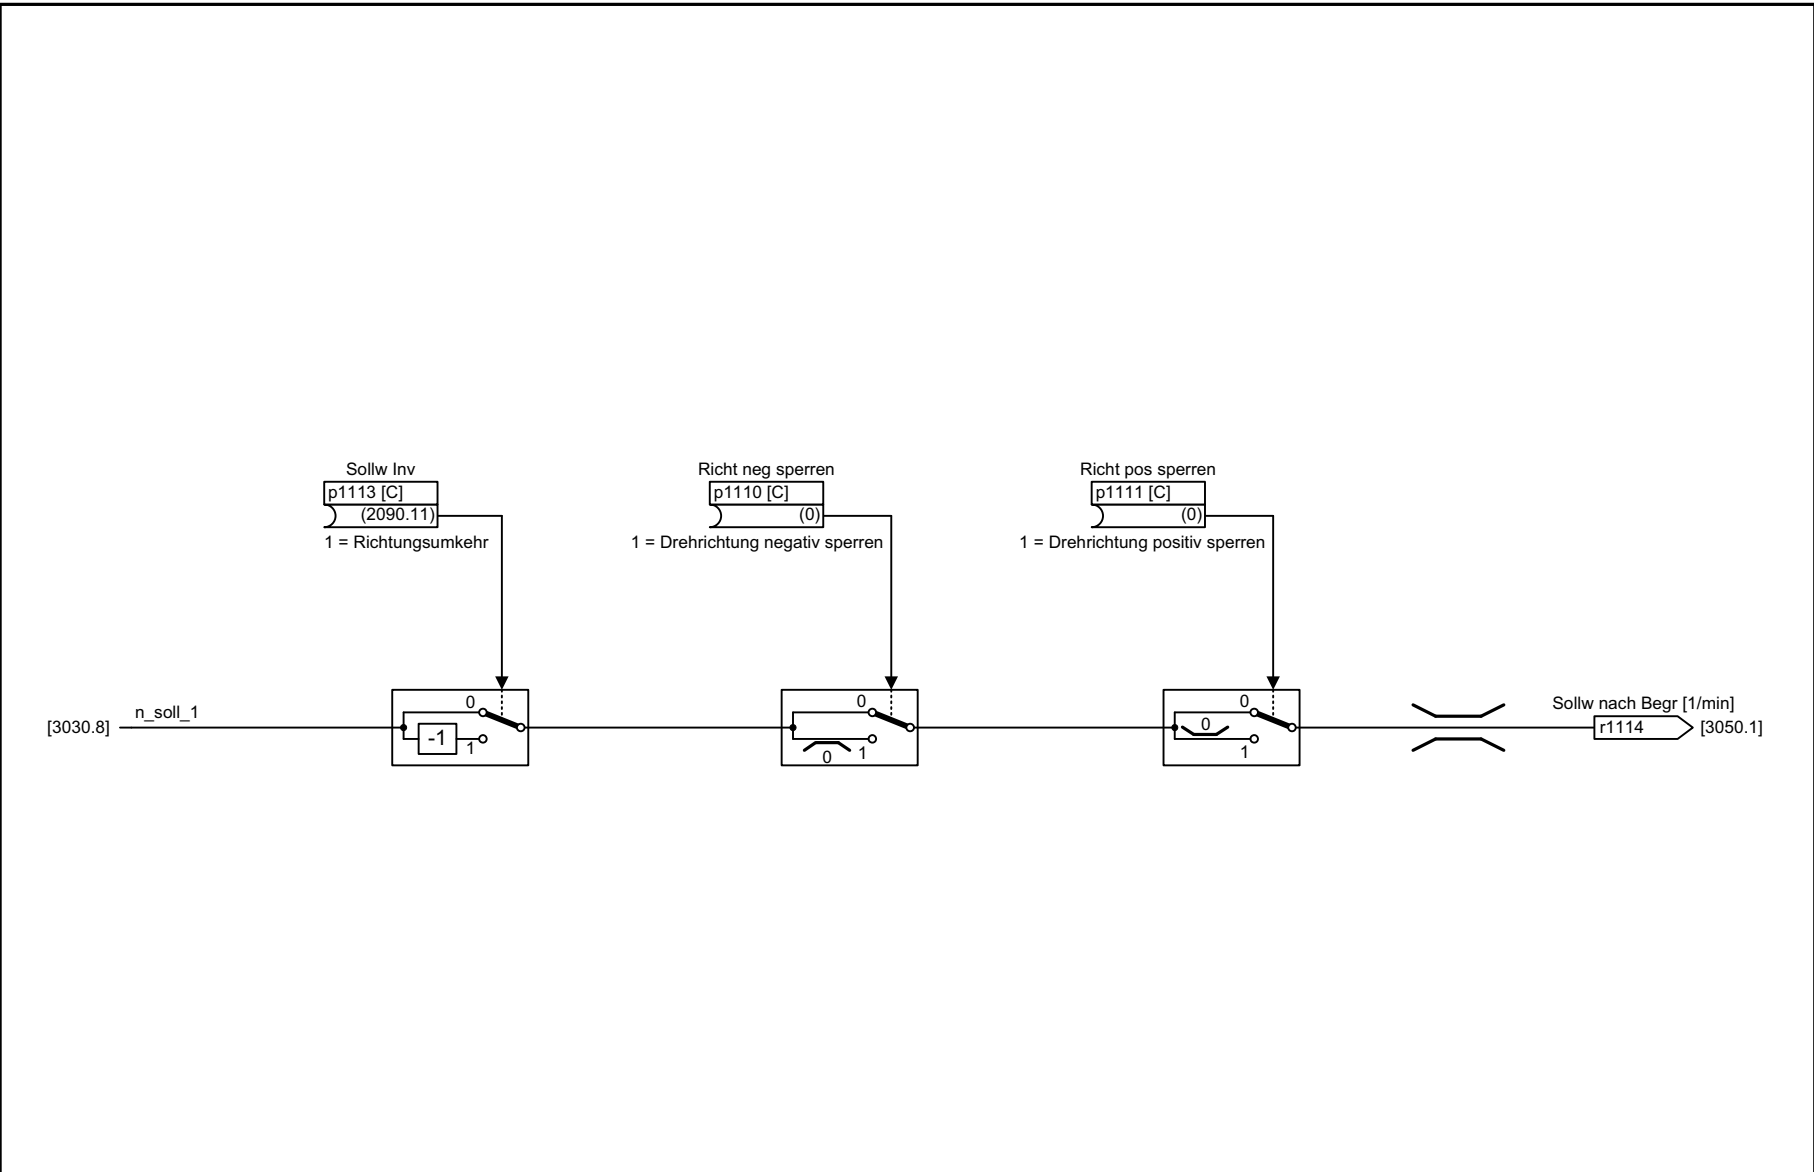 Sollw Inv
p1113 [C]
(2090.11)
1 = Richtungsumkehr
Richt neg sperren
p1110 [C]
(0)
1 = Drehrichtung negativ sperren
Richt pos sperren
p1111 [C]
(0)
1 = Drehrichtung positiv sperren
[3030.8]
n_soll_1
0
-1
1
0
0
1
0
0
1
Sollw nach Begr [1/min]
r1114
[3050.1]